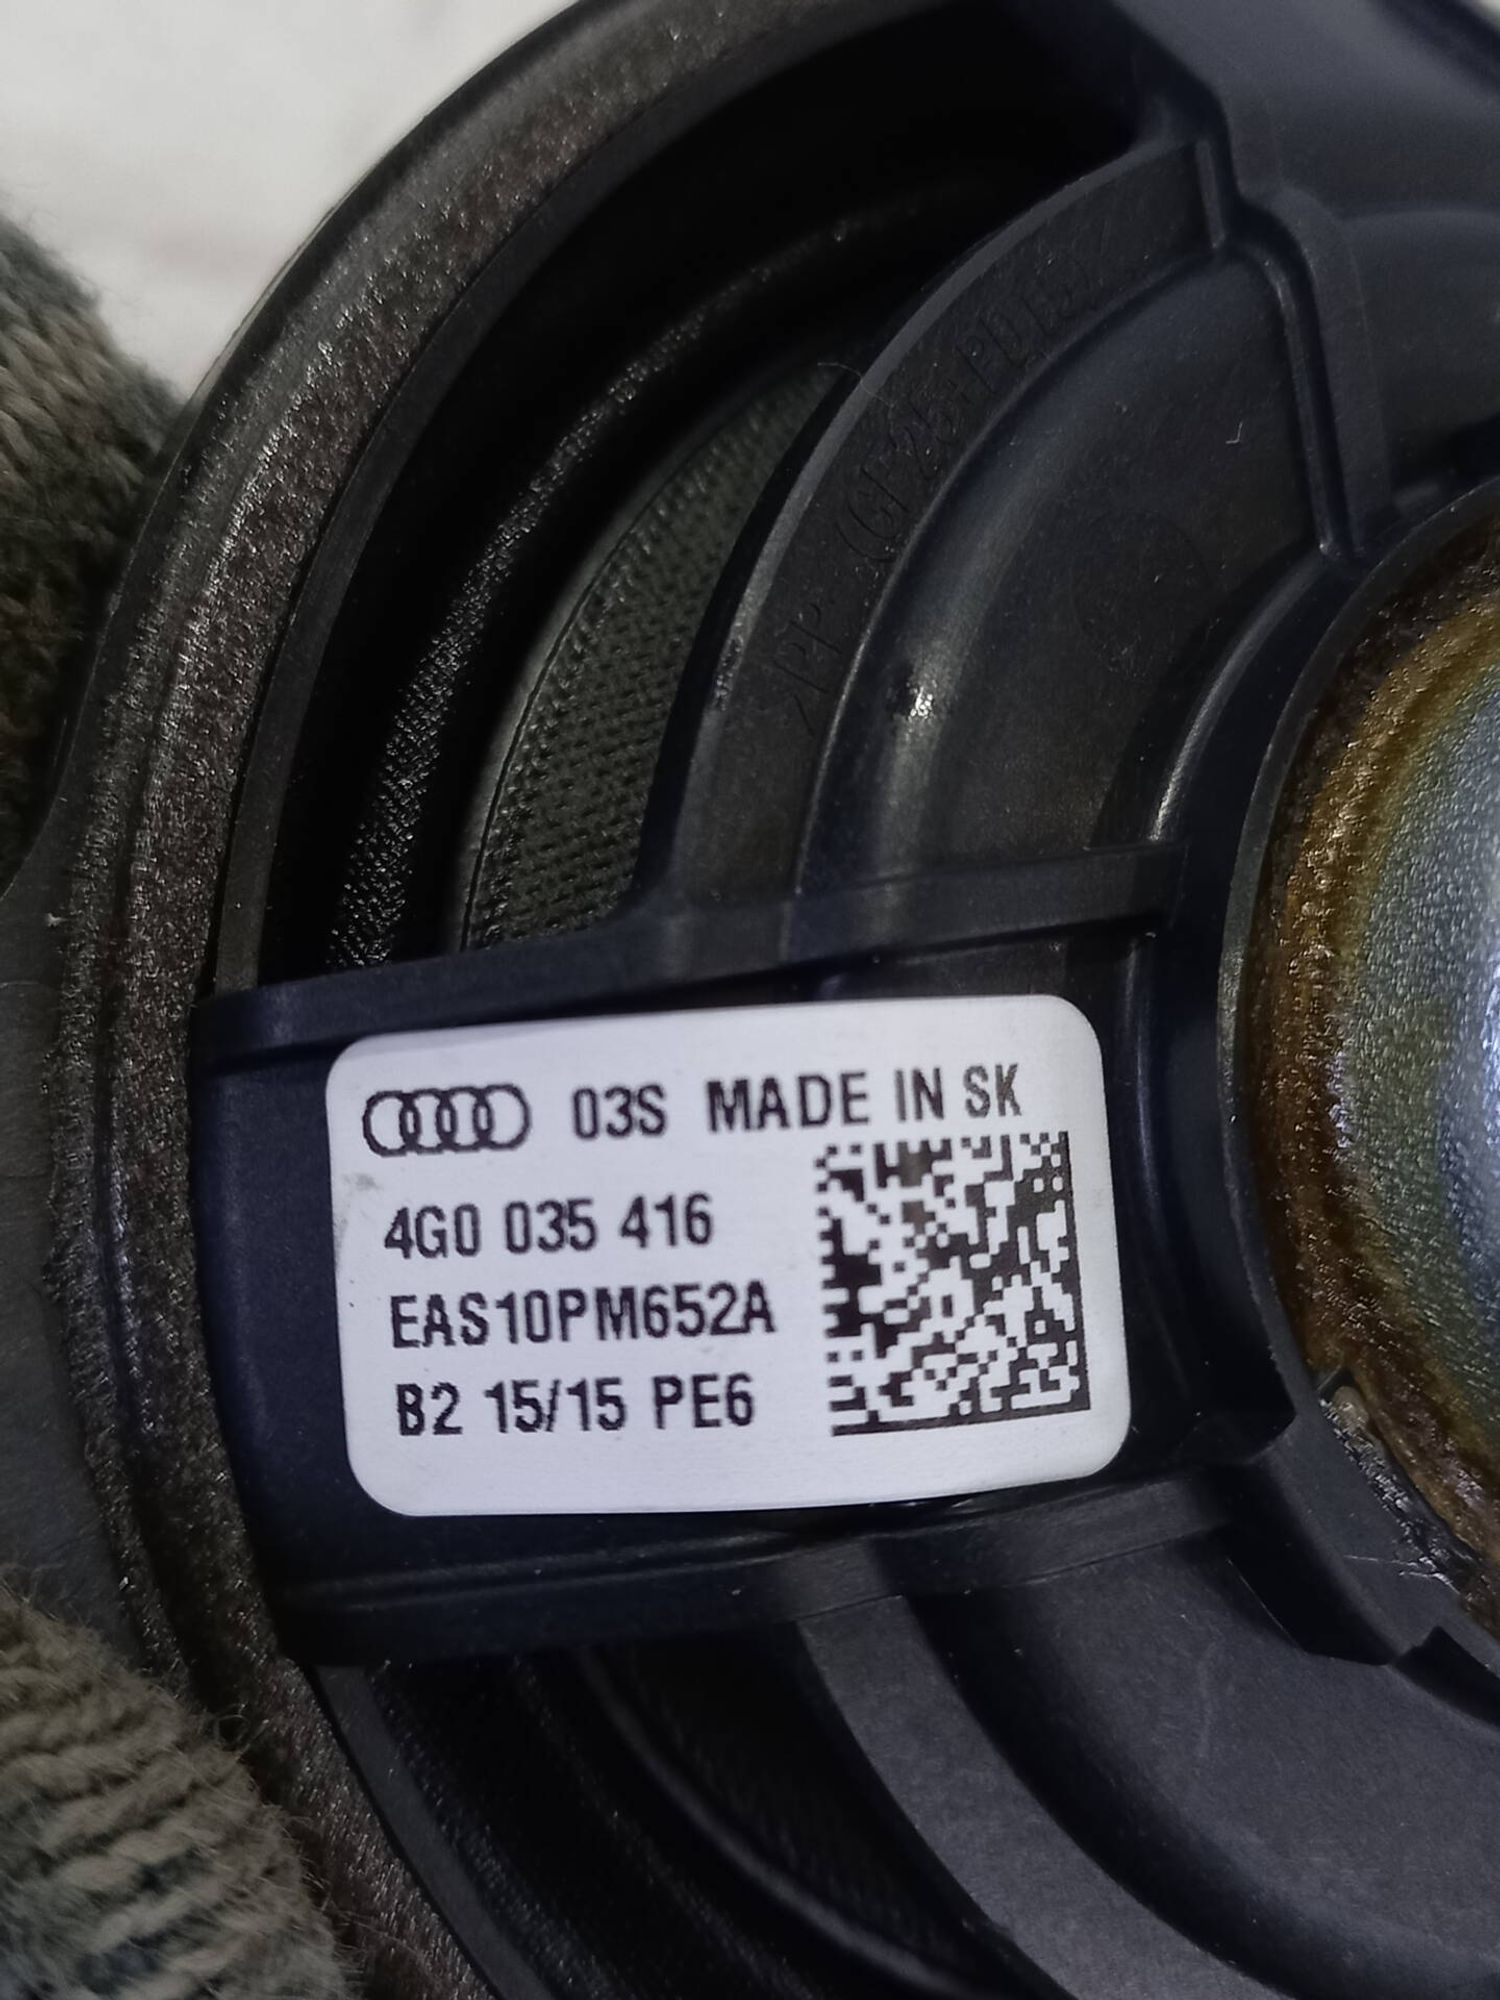 03S MADE IN SK
4G0 035 416
EAS10PM652A
B2 15/15 PE6